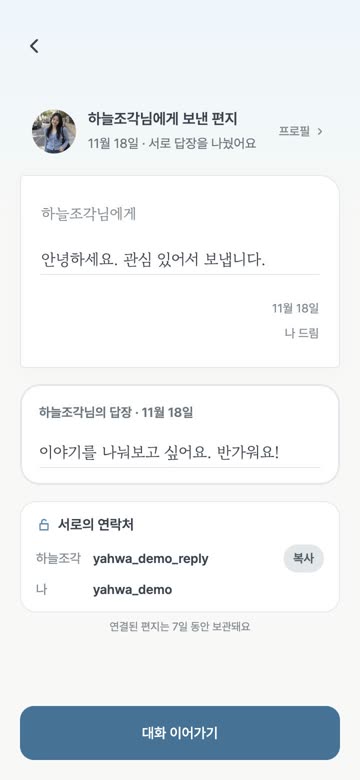 하늘조각님에게 보낸 편지
11월 18일 · 서로 답장을 나눴어요
프로필
하늘조각님에게
안녕하세요. 관심 있어서 보냅니다.
11월 18일
나 드림
하늘조각님의 답장 · 11월 18일
이야기를 나눠보고 싶어요. 반가워요!
서로의 연락처
하늘조각 yahwa_demo_reply 복사
나 yahwa_demo
연결된 편지는 7일 동안 보관돼요
대화 이어가기